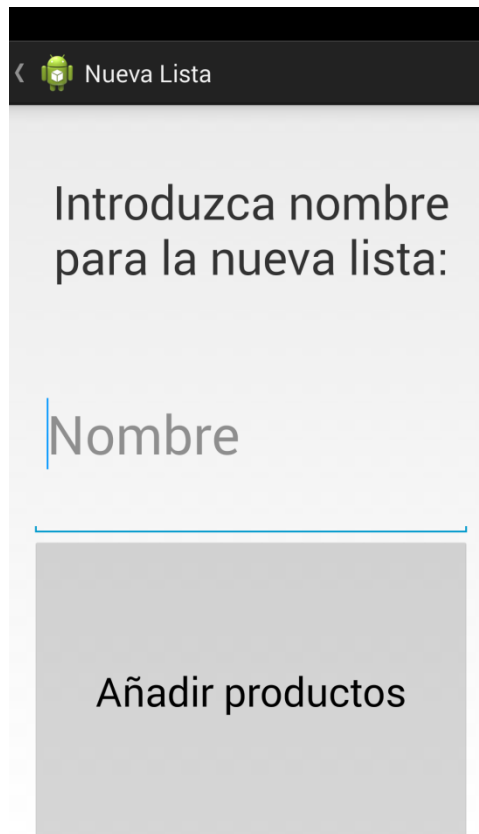 Nueva Lista
Introduzca nombre
para la nueva lista:
Nombre
Añadir productos